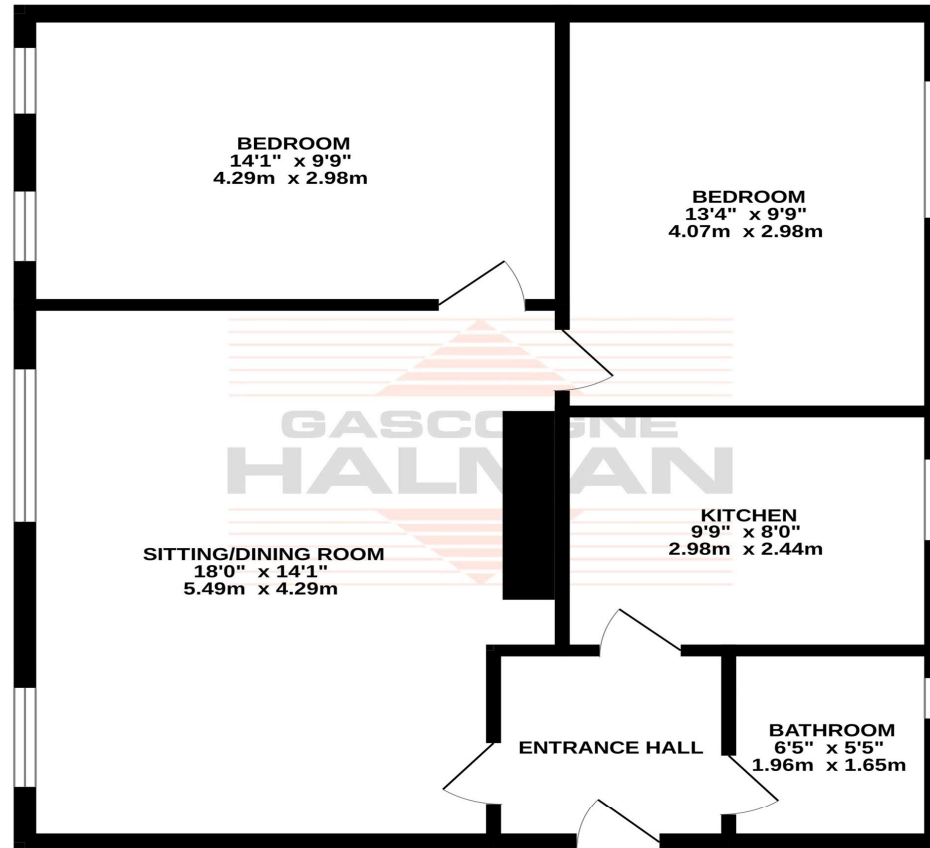 BEDROOM
14'1" x 9'9"
4.29m x 2.98m
BEDROOM
13'4" x 9'9"
4.07m x 2.98m
GASCOIGNE
HALMAN
KITCHEN
9'9" x 8'0"
2.98m x 2.44m
SITTING/DINING ROOM
18'0" x 14'1"
5.49m x 4.29m
ENTRANCE HALL
BATHROOM
6'5" x 5'5"
1.96m x 1.65m